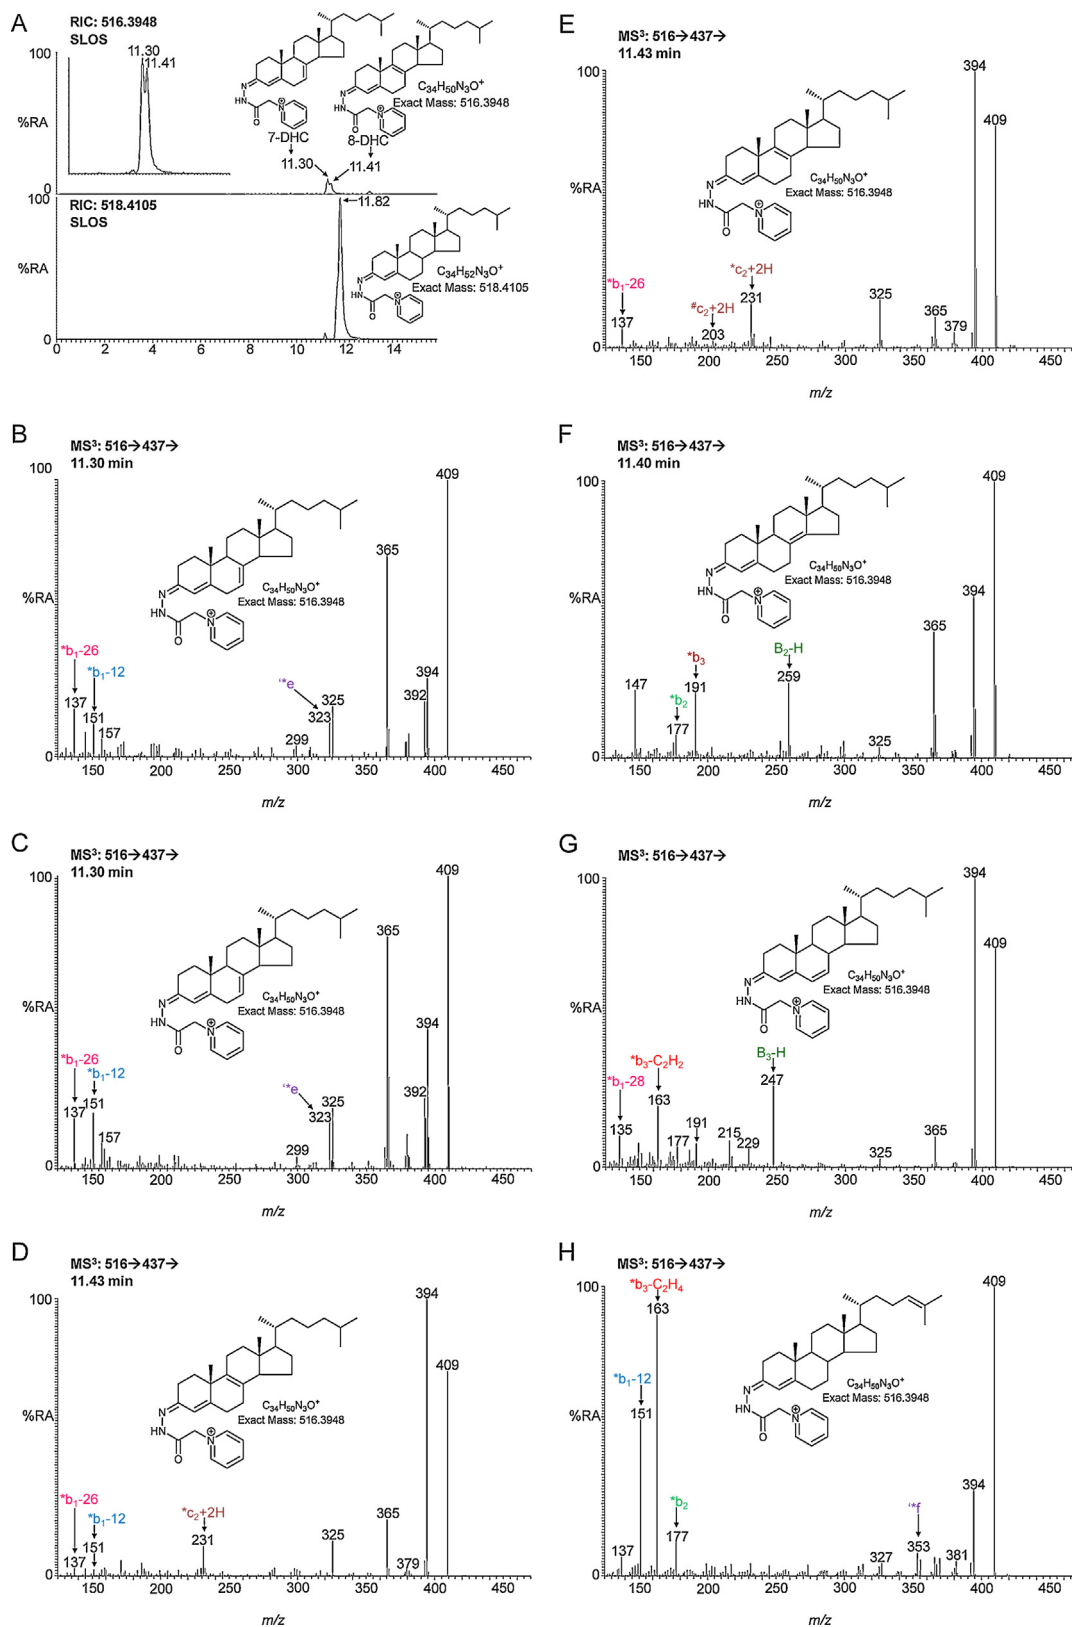 A
RIC: 516.3948
SLOS
11.30
11.41
100
%RA
0
C34H50N3O+
Exact Mass: 516.3948
N
HN
O
N
⊕
N
HN
O
N
⊕
7-DHC
8-DHC
11.30
11.41
RIC: 518.4105
SLOS
100
11.82
%RA
0
C34H52N3O+
Exact Mass: 518.4105
N
HN
O
N
⊕
0 2 4 6 8 10 12 14
B
MS³: 516→437→
11.30 min
100
%RA
0
409
365
C34H50N3O+
Exact Mass: 516.3948
N
HN
O
N
⊕
*b1-26
*b1-12
137
151
157
‘*e
299
323
325
392
394
150 200 250 300 350 400 450
m/z
C
MS³: 516→437→
11.30 min
100
%RA
0
409
365
C34H50N3O+
Exact Mass: 516.3948
N
HN
O
N
⊕
*b1-26
*b1-12
137
151
157
‘*e
299
323
325
392
394
150 200 250 300 350 400 450
m/z
D
MS³: 516→437→
11.43 min
100
%RA
0
394
409
C34H50N3O+
Exact Mass: 516.3948
N
HN
O
N
⊕
*b1-26
*b1-12
*c2+2H
137
151
231
325
365
379
150 200 250 300 350 400 450
m/z
E
MS³: 516→437→
11.43 min
100
%RA
0
394
409
C34H50N3O+
Exact Mass: 516.3948
N
HN
O
N
⊕
*b1-26
#c2+2H
*c2+2H
137
203
231
325
365
379
150 200 250 300 350 400 450
m/z
F
MS³: 516→437→
11.40 min
100
%RA
0
409
394
365
C34H50N3O+
Exact Mass: 516.3948
N
HN
O
N
⊕
*b3
*b2
B2-H
147
177
191
259
325
150 200 250 300 350 400 450
m/z
G
MS³: 516→437→
100
%RA
0
394
409
C34H50N3O+
Exact Mass: 516.3948
N
HN
O
N
⊕
*b3-C2H2
*b1-28
B3-H
135
163
177
191
215
229
247
325
365
150 200 250 300 350 400 450
m/z
H
MS³: 516→437→
100
%RA
0
*b3-C2H4
163
409
C34H50N3O+
Exact Mass: 516.3948
N
HN
O
N
⊕
*b1-12
151
*b2
137
177
‘*f
327
353
381
394
150 200 250 300 350 400 450
m/z